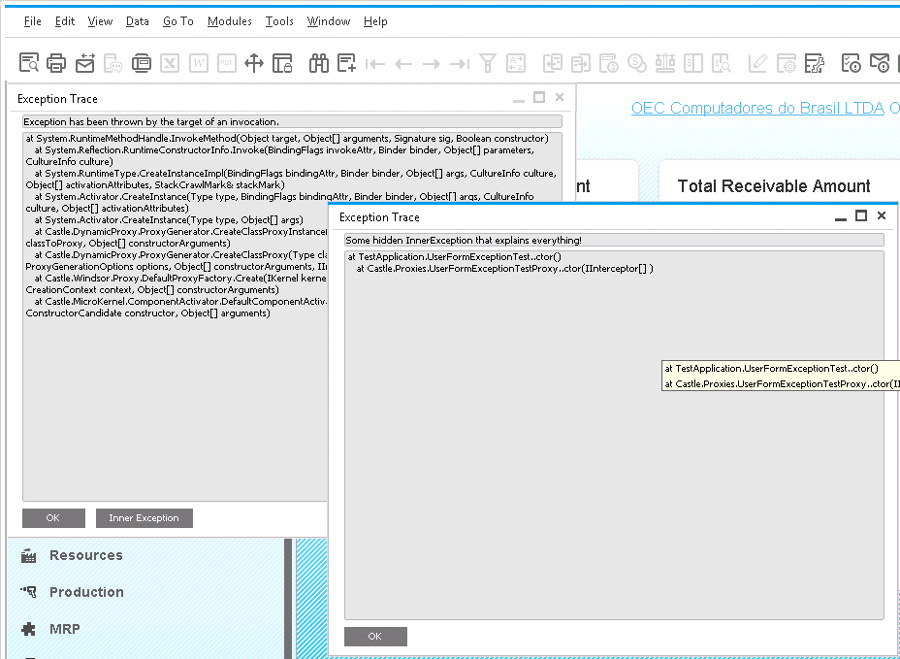 File Edit View Data Go To Modules Tools Window Help
OEC Computadores do Brasil LTDA O
Exception Trace
Exception has been thrown by the target of an invocation.
at System.RuntimeMethodHandle.InvokeMethod(Object target, Object[] arguments, Signature sig, Boolean constructor)
at System.Reflection.RuntimeConstructorInfo.Invoke(BindingFlags invokeAttr, Binder binder, Object[] parameters,
CultureInfo culture)
at System.RuntimeType.CreateInstanceImpl(BindingFlags bindingAttr, Binder binder, Object[] args, CultureInfo culture,
Object[] activationAttributes, StackCrawlMark& stackMark)
at System.Activator.CreateInstance(Type type, BindingFlags bindingAttr, Binder binder, Object[] args, CultureInfo
culture, Object[] activationAttributes)
at System.Activator.CreateInstance(Type type, Object[] args)
at Castle.DynamicProxy.ProxyGenerator.CreateClassProxyInstance
classToProxy, Object[] constructorArguments)
at Castle.DynamicProxy.ProxyGenerator.CreateClassProxy(Type cla
ProxyGenerationOptions options, Object[] constructorArguments, IIn
at Castle.Windsor.Proxy.DefaultProxyFactory.Create(IKernel kerne
CreationContext context, Object[] constructorArguments)
at Castle.MicroKernel.ComponentActivator.DefaultComponentActiv
ConstructorCandidate constructor, Object[] arguments)
OK Inner Exception
nt
Total Receivable Amount
Exception Trace
Some hidden InnerException that explains everything!
at TestApplication.UserFormExceptionTest..ctor()
at Castle.Proxies.UserFormExceptionTestProxy..ctor(IInterceptor[] )
at TestApplication.UserFormExceptionTest..ctor()
at Castle.Proxies.UserFormExceptionTestProxy..ctor(II
OK
Resources
Production
MRP